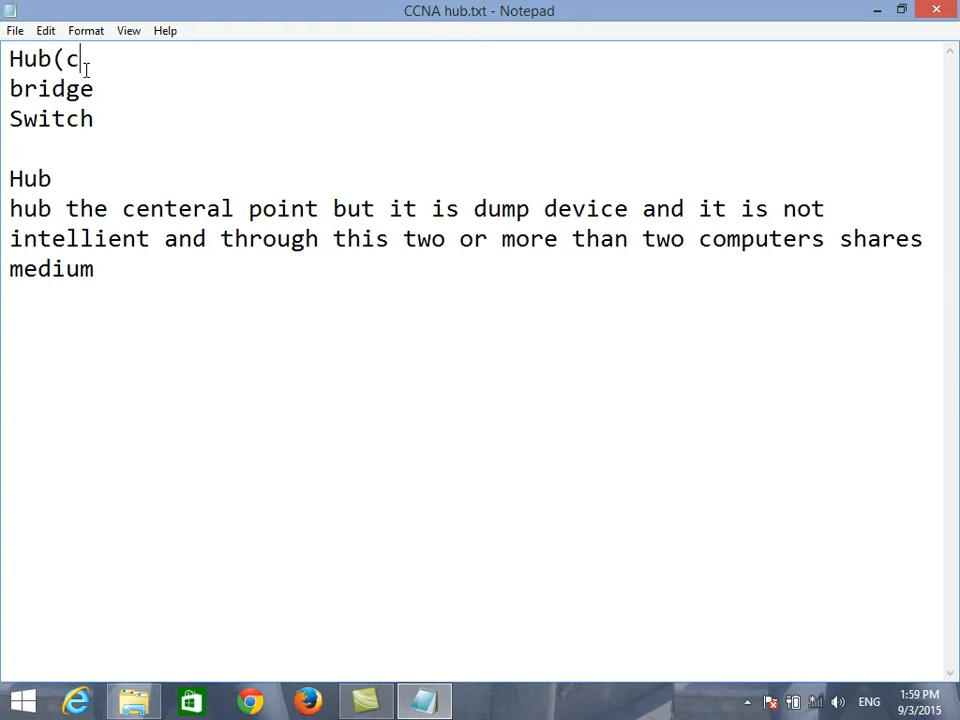 CCNA hub.txt - Notepad
File Edit Format View Help
Hub(c
bridge
Switch
Hub
hub the centeral point but it is dump device and it is not
intellient and through this two or more than two computers shares
medium
ENG
1:59 PM
9/3/2015